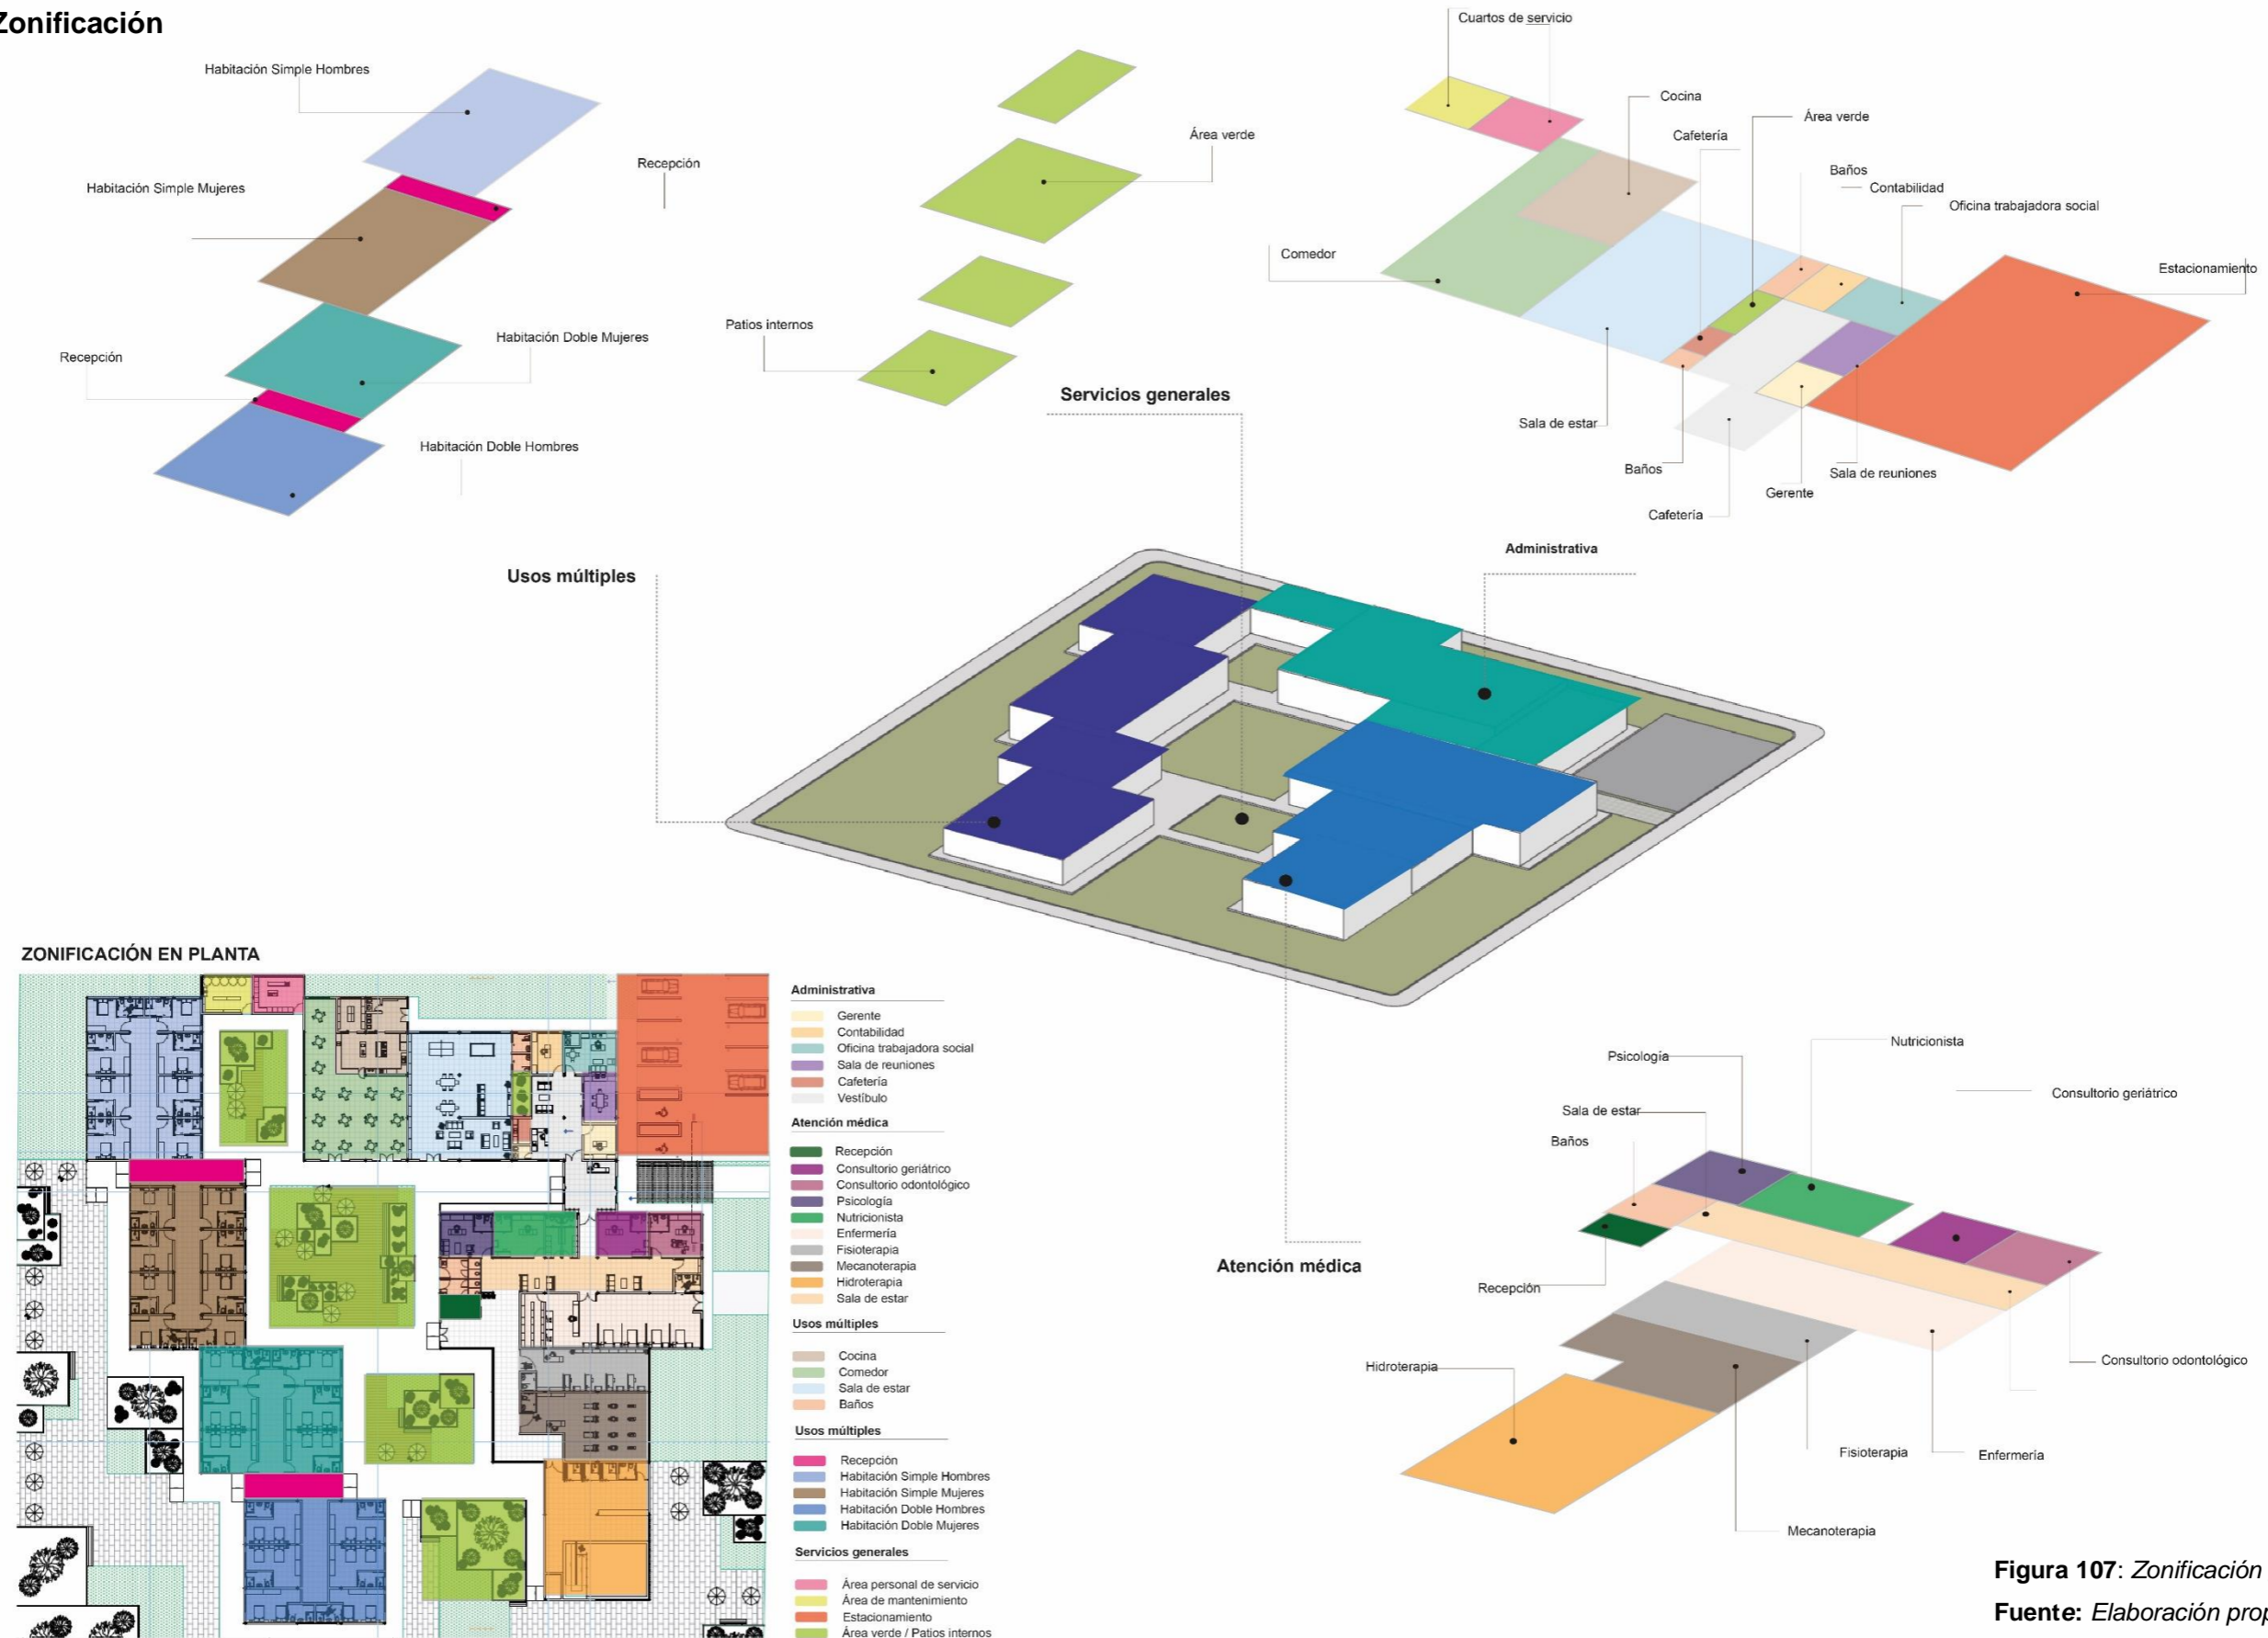 Zonificación
Cuartos de servicio
Habitación Simple Hombres
Cocina
Área verde
Cafetería
Área verde
Recepción
Baños
Habitación Simple Mujeres
Contabilidad
Oficina trabajadora social
Comedor
Estacionamiento
Patios internos
Habitación Doble Mujeres
Recepción
Servicios generales
Sala de estar
Habitación Doble Hombres
Baños
Sala de reuniones
Gerente
Cafetería
Administrativa
Usos múltiples
ZONIFICACIÓN EN PLANTA
Administrativa
Gerente
Contabilidad
Oficina trabajadora social
Sala de reuniones
Cafetería
Vestíbulo
Atención médica
Recepción
Consultorio geriátrico
Consultorio odontológico
Psicología
Nutricionista
Enfermería
Fisioterapia
Mecanoterapia
Hidroterapia
Sala de estar
Usos múltiples
Cocina
Comedor
Sala de estar
Baños
Usos múltiples
Recepción
Habitación Simple Hombres
Habitación Simple Mujeres
Habitación Doble Hombres
Habitación Doble Mujeres
Servicios generales
Área personal de servicio
Área de mantenimiento
Estacionamiento
Área verde / Patios internos
Nutricionista
Psicología
Consultorio geriátrico
Sala de estar
Baños
Atención médica
Recepción
Consultorio odontológico
Hidroterapia
Fisioterapia
Enfermería
Mecanoterapia
Figura 107: Zonificación
Fuente: Elaboración prop